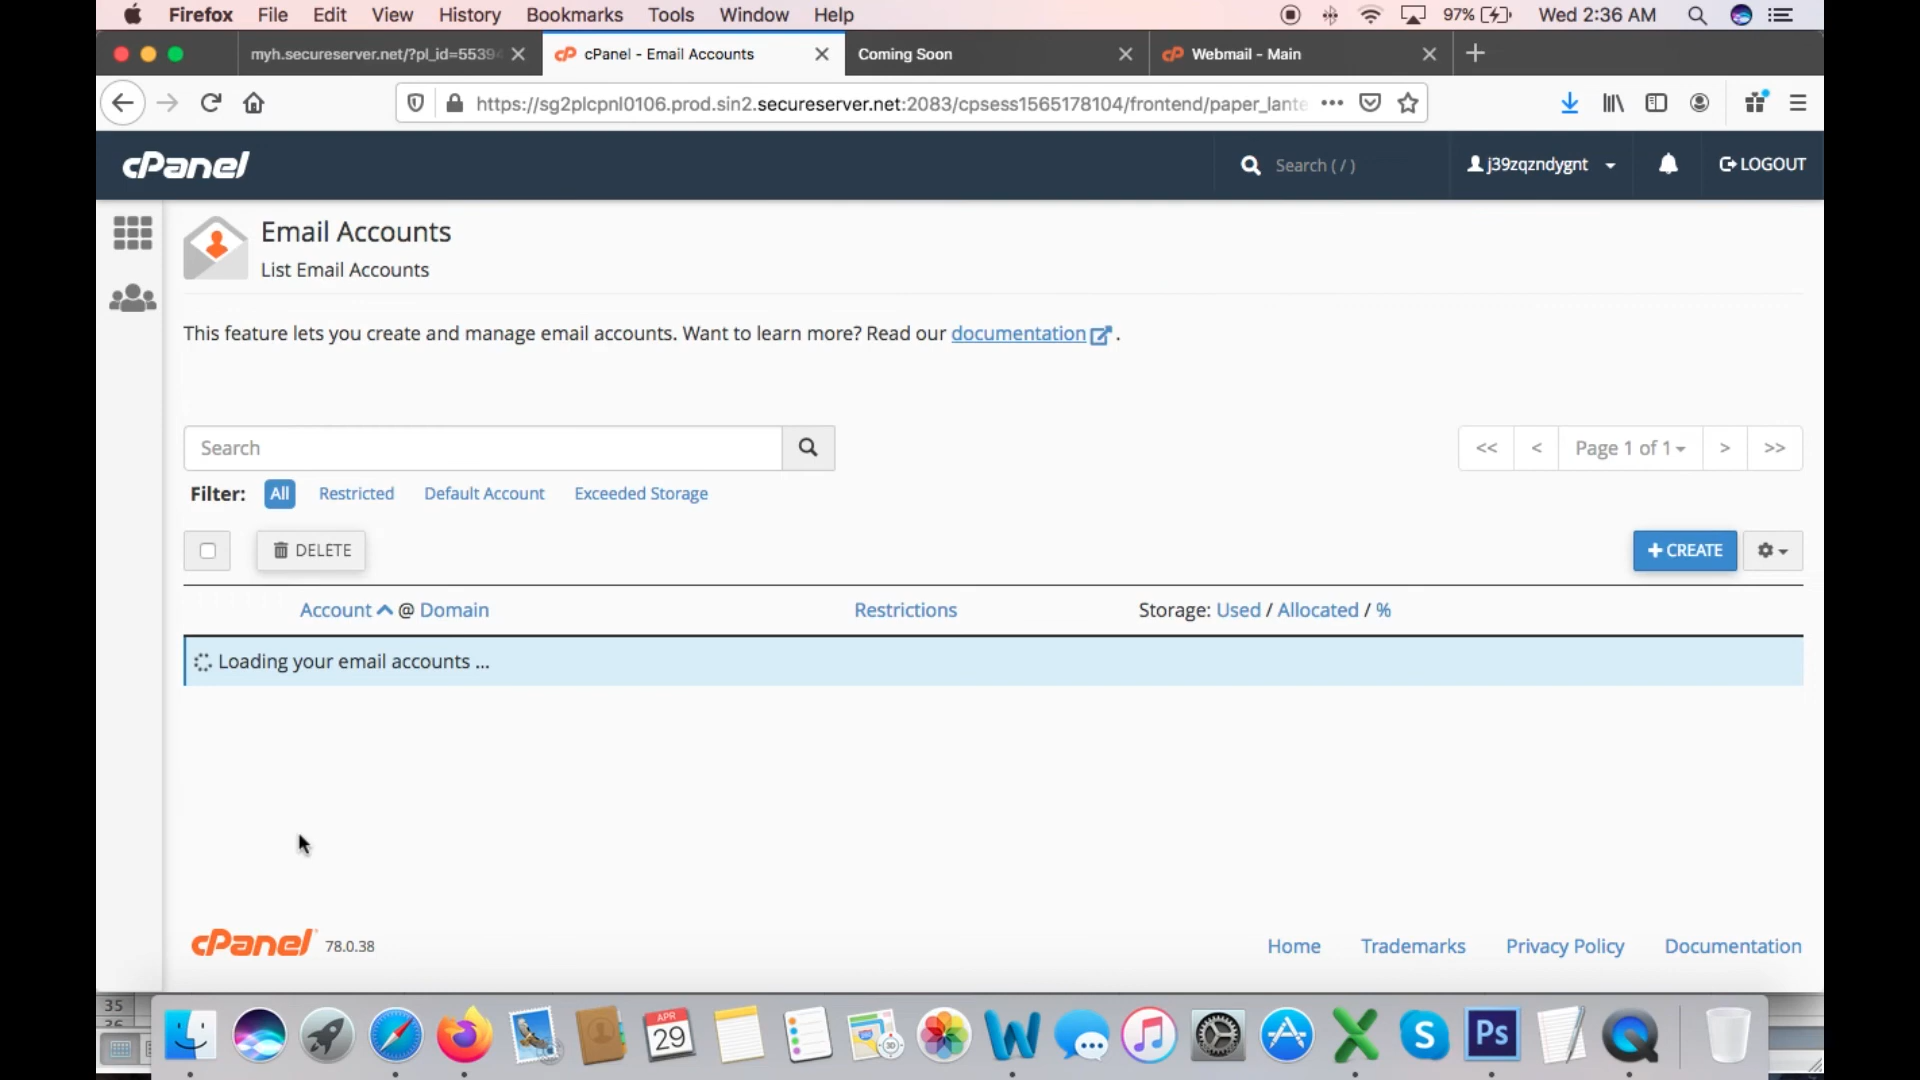 Firefox File Edit View History Bookmarks Tools Window Help 97% Wed 2:36 AM
myh.secureserver.net/?pl_id=55394 cPanel - Email Accounts Coming Soon Webmail - Main
https://sg2plcpnl0106.prod.sin2.secureserver.net:2083/cpsess1565178104/frontend/paper_lante
cPanel Search ( / ) j39zqzndygnt LOGOUT
Email Accounts
List Email Accounts
This feature lets you create and manage email accounts. Want to learn more? Read our documentation .
Search << < Page 1 of 1 > >>
Filter: All Restricted Default Account Exceeded Storage
DELETE + CREATE
Account @ Domain Restrictions Storage: Used / Allocated / %
Loading your email accounts ...
cPanel 78.0.38 Home Trademarks Privacy Policy Documentation
35
APR
29
Ps